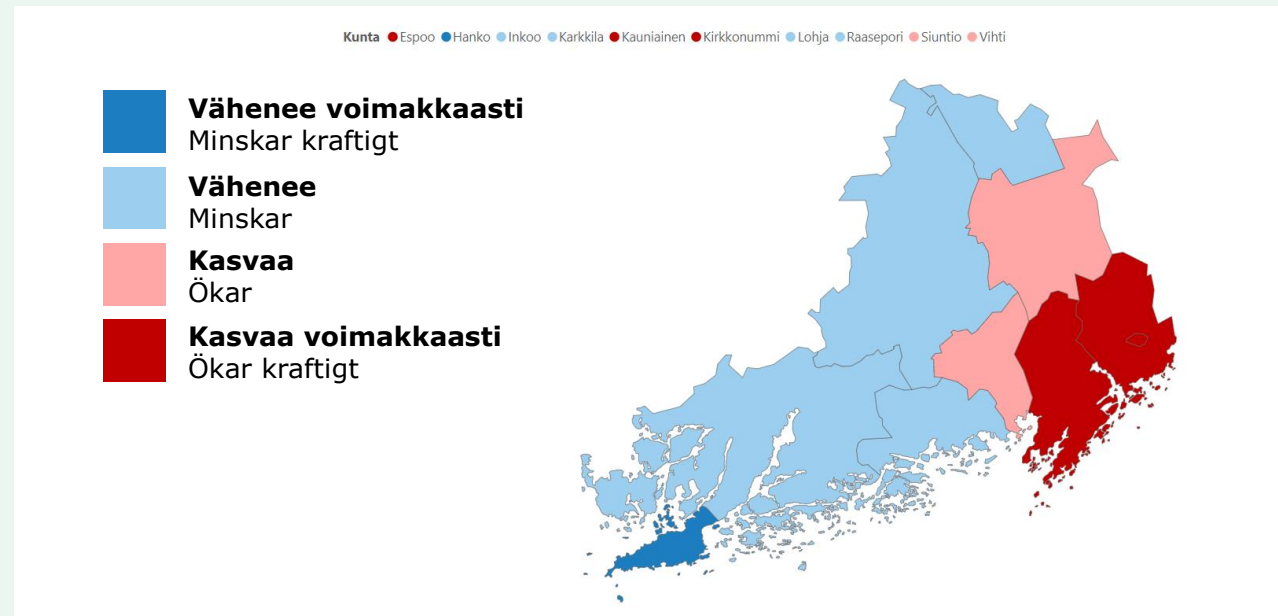 Kunta Espoo Hanko Inkoo Karkkila Kauniainen Kirkkonummi Lohja Raasepori Siuntio Vihti
Vähenee voimakkaasti
Minskar kraftigt
Vähenee
Minskar
Kasvaa
Ökar
Kasvaa voimakkaasti
Ökar kraftigt